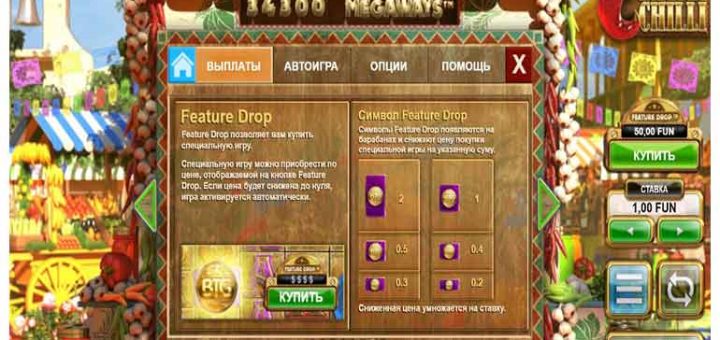 14300 MEGAWAYS™
CHILLI
ВЫПЛАТЫ
АВТОИГРА
ОПЦИИ
ПОМОЩЬ
X
Feature Drop
Feature Drop позволяет вам купить
специальную игру.
Специальную игру можно приобрести по
цене, отображаемой на кнопке Feature
Drop. Если цена будет снижена до нуля,
игра активируется автоматически.
BTG
FEATURE DROP
$$$$
КУПИТЬ
Символ Feature Drop
Символы Feature Drop появляются на
барабанах и снижают цену покупки
специальной игры на указанную сумму.
2
1
0.5
0.4
0.3
0.2
Сниженная цена умножается на ставку.
FEATURE DROP
50,00 FUN
КУПИТЬ
СТАВКА
1,00 FUN